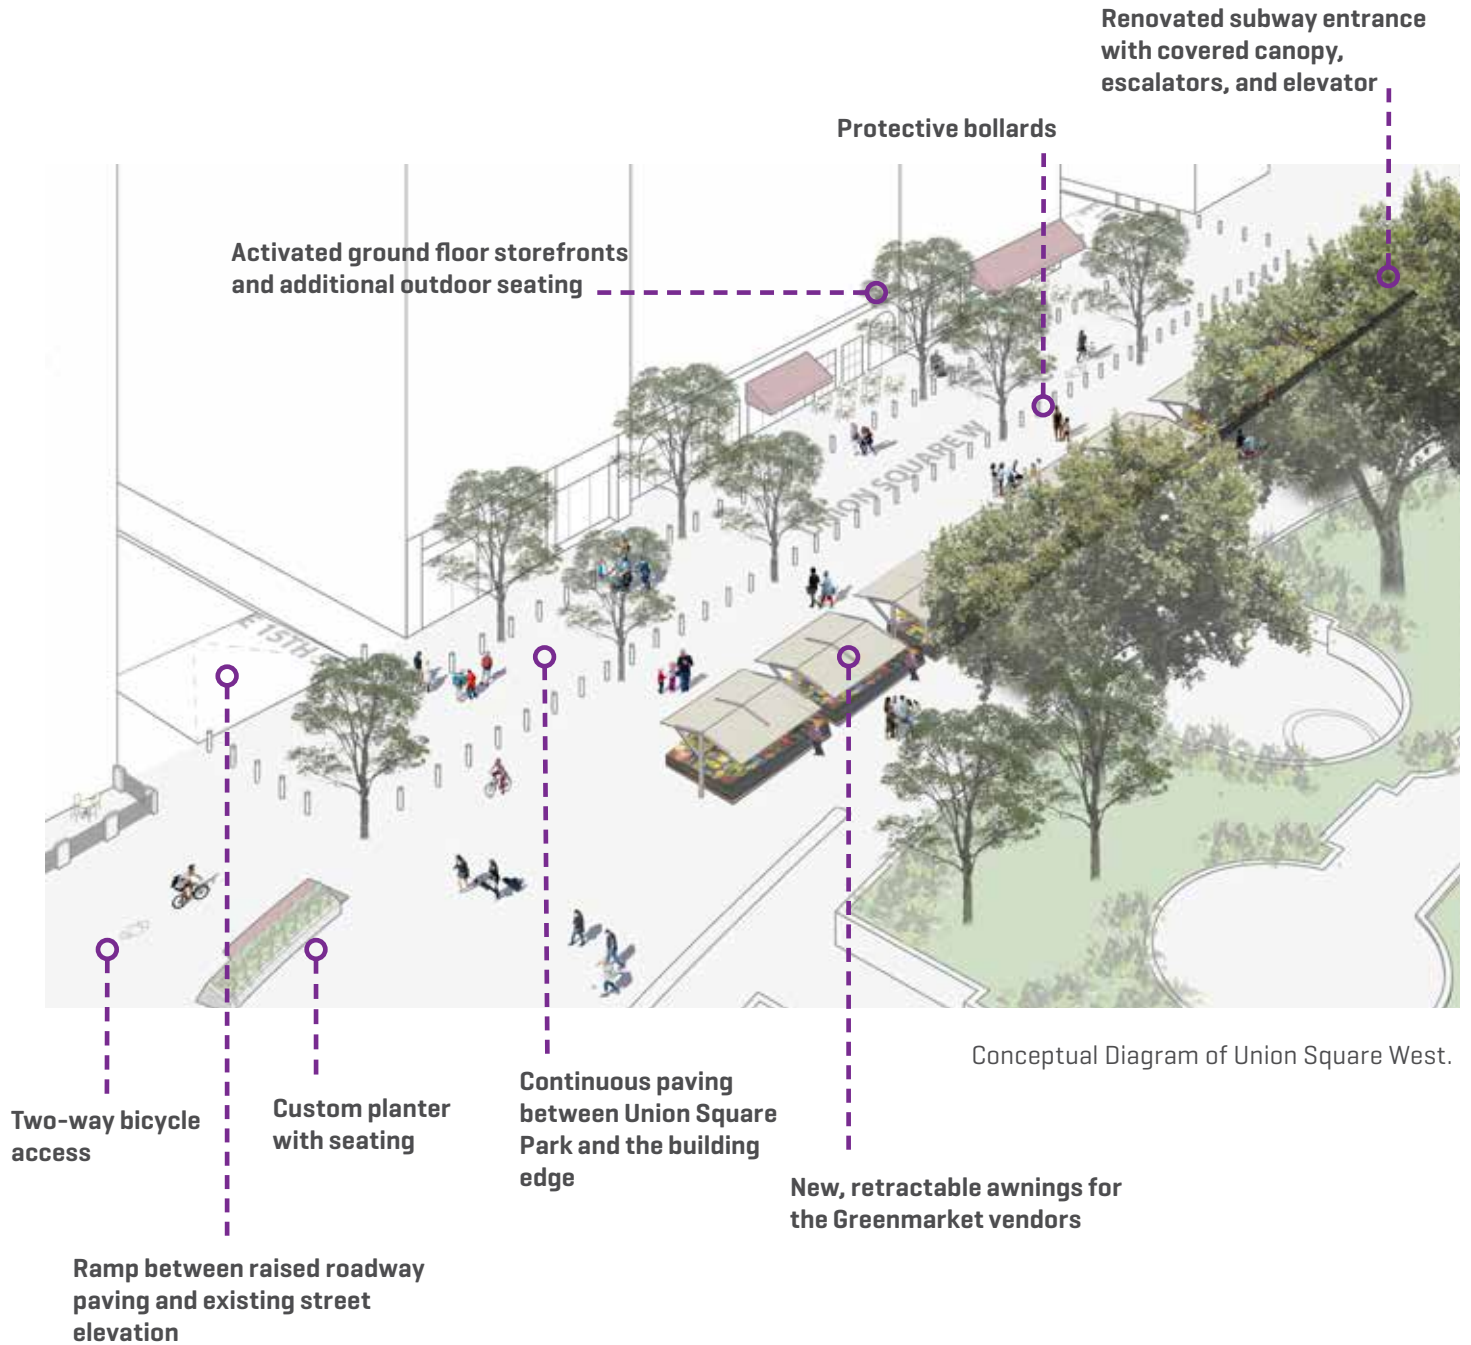 Renovated subway entrance
with covered canopy,
escalators, and elevator
Protective bollards
Activated ground floor storefronts
and additional outdoor seating
UNION SQUARE W
E 15TH
Two-way bicycle
access
Custom planter
with seating
Continuous paving
between Union Square
Park and the building
edge
New, retractable awnings for
the Greenmarket vendors
Ramp between raised roadway
paving and existing street
elevation
Conceptual Diagram of Union Square West.